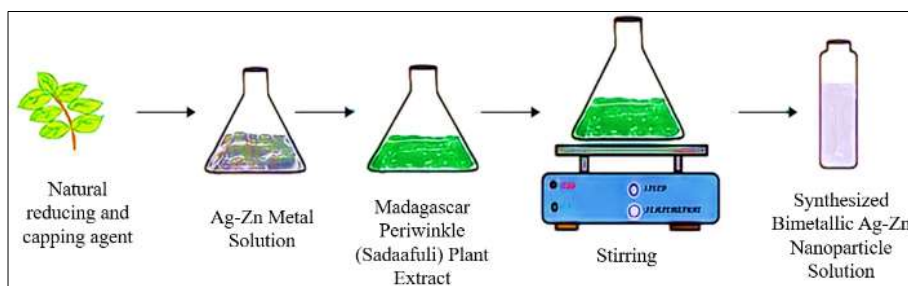 Natural
reducing and
capping agent
Ag-Zn Metal
Solution
Madagascar
Periwinkle
(Sadaafuli) Plant
Extract
Stirring
Synthesized
Bimetallic Ag-Zn
Nanoparticle
Solution